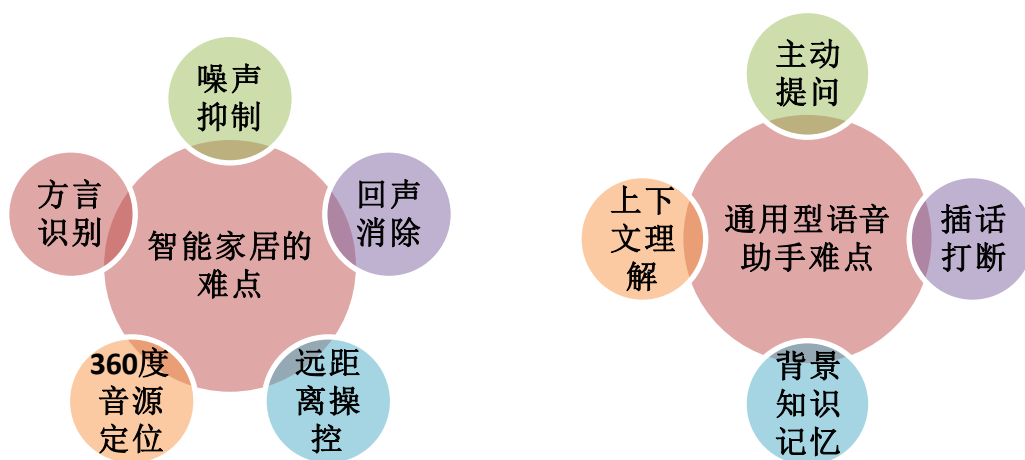 噪声
抑制
方言
识别
回声
消除
智能家居的
难点
360度
音源
定位
远距
离操
控
主动
提问
上下
文理
解
通用型语音
助手难点
插话
打断
背景
知识
记忆